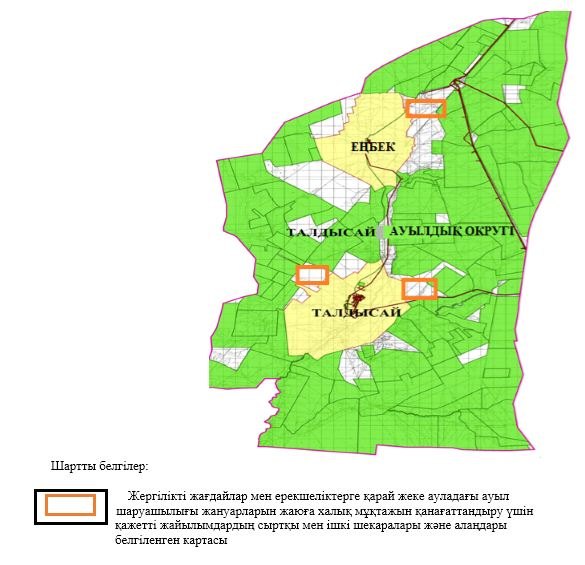 ЕҢБЕК
ТАЛДЫСАЙ АУЫЛДЫҚ ОКРУГІ
ТАЛДЫСАЙ
Шартты белгілер:
Жергілікті жағдайлар мен ерекшеліктерге қарай жеке ауладағы ауыл
шаруашылығы жануарларын жаюға халық мұқтажын қанағаттандыру үшін
қажетті жайылымдардың сыртқы мен ішкі шекаралары және алаңдары
белгіленген картасы